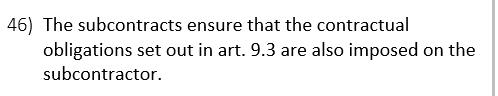 46) The subcontracts ensure that the contractual
obligations set out in art. 9.3 are also imposed on the
subcontractor.